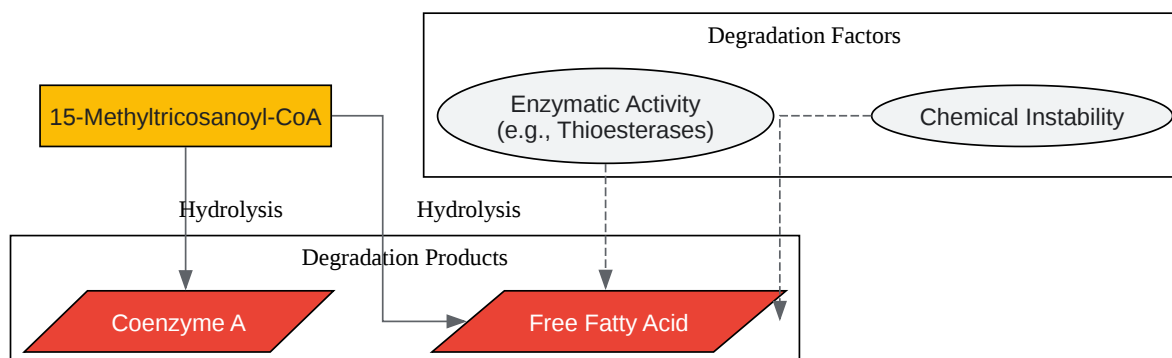 Degradation Factors
15-Methyltricosanoyl-CoA
Enzymatic Activity
(e.g., Thioesterases)
Chemical Instability
Hydrolysis
Hydrolysis
Degradation Products
Coenzyme A
Free Fatty Acid